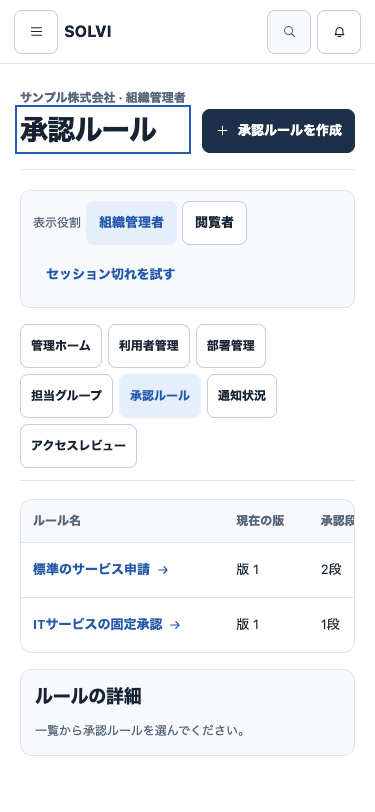 SOLVI
サンプル株式会社 · 組織管理者
承認ルール
＋ 承認ルールを作成
表示役割 組織管理者 閲覧者
セッション切れを試す
管理ホーム 利用者管理 部署管理
担当グループ 承認ルール 通知状況
アクセスレビュー
ルール名 現在の版 承認段
標準のサービス申請 → 版 1 2段
ITサービスの固定承認 → 版 1 1段
ルールの詳細
一覧から承認ルールを選んでください。